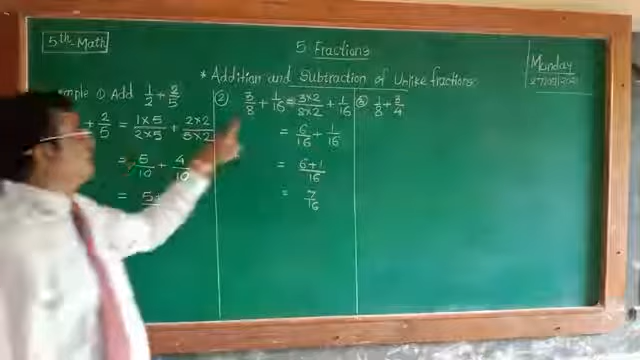 5th-Math
5. Fractions
Monday
* Addition and Subtraction of Unlike fractions
Add 1/2 + 2/5
+ 2/5 = 1×5/2×5 + 2×2/5×2
= 5/10 + 4/10
= 5+
② 3/8 + 1/16 = 3×2/8×2 + 1/16
= 6/16 + 1/16
= 6+1/16
= 7/16
③ 1/8 + 3/4